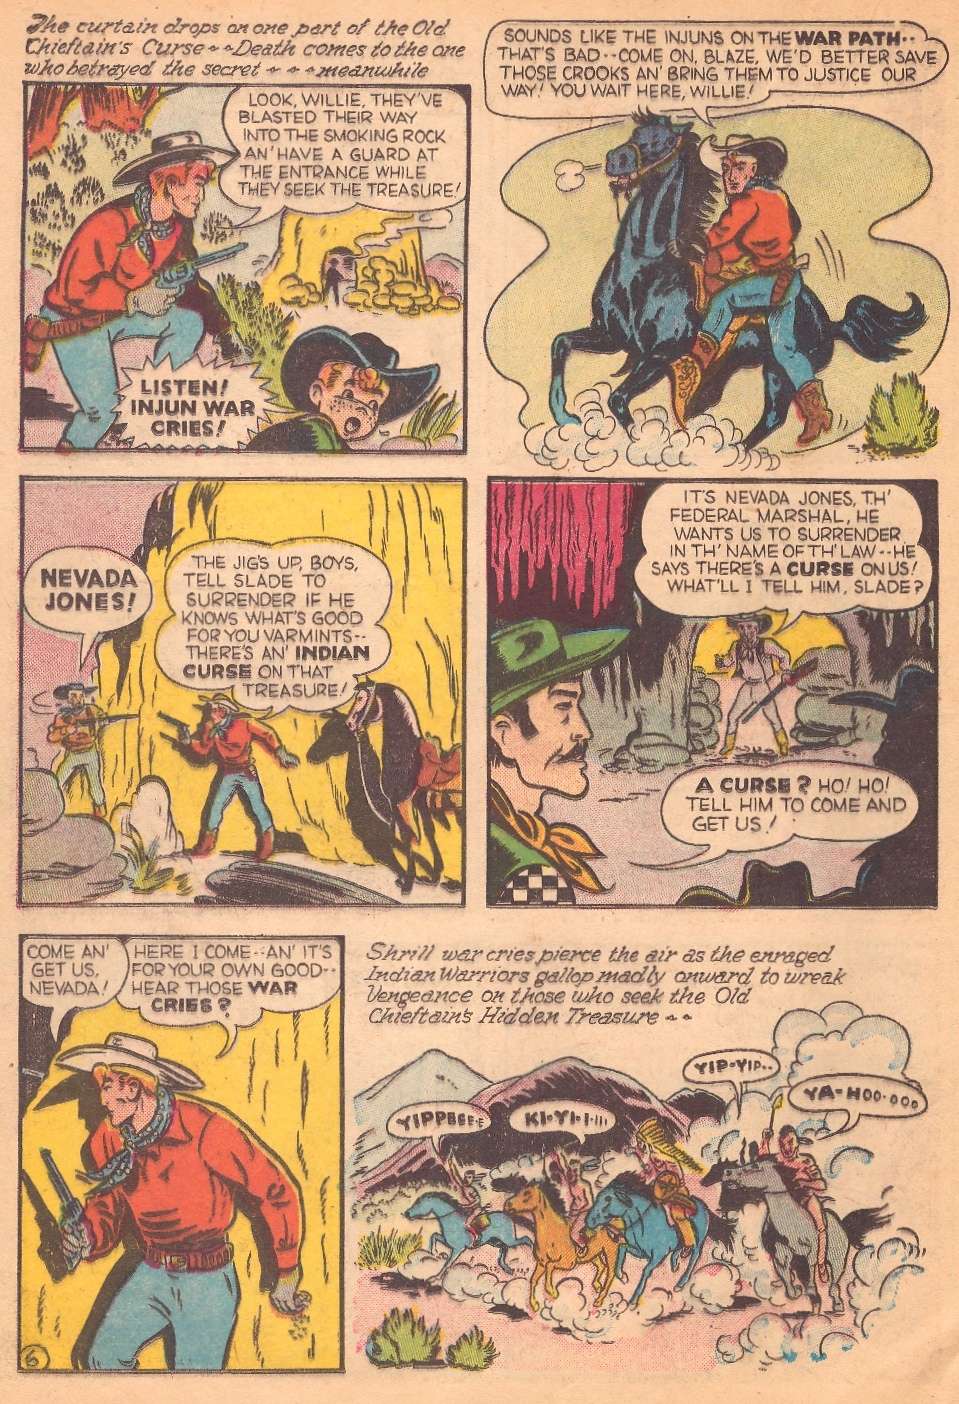 The curtain drops on one part of the Old
Chieftain's Curse~~Death comes to the one
who betrayed the secret~~~meanwhile
LOOK, WILLIE, THEY'VE
BLASTED THEIR WAY
INTO THE SMOKING ROCK
AN' HAVE A GUARD AT
THE ENTRANCE WHILE
THEY SEEK THE TREASURE!
LISTEN!
INJUN WAR
CRIES!
SOUNDS LIKE THE INJUNS ON THE WAR PATH--
THAT'S BAD--COME ON, BLAZE, WE'D BETTER SAVE
THOSE CROOKS AN' BRING THEM TO JUSTICE OUR
WAY! YOU WAIT HERE, WILLIE!
NEVADA
JONES!
THE JIG'S UP, BOYS,
TELL SLADE TO
SURRENDER IF HE
KNOWS WHAT'S GOOD
FOR YOU VARMINTS--
THERE'S AN' INDIAN
CURSE ON THAT
TREASURE!
IT'S NEVADA JONES, TH'
FEDERAL MARSHAL, HE
WANTS US TO SURRENDER
IN TH' NAME OF TH' LAW--HE
SAYS THERE'S A CURSE ON US!
WHAT'LL I TELL HIM, SLADE?
A CURSE? HO! HO!
TELL HIM TO COME AND
GET US!
COME AN'
GET US,
NEVADA!
HERE I COME--AN' IT'S
FOR YOUR OWN GOOD--
HEAR THOSE WAR
CRIES?
6
Shrill war cries pierce the air as the enraged
Indian Warriors gallop madly onward to wreak
Vengeance on those who seek the Old
Chieftain's Hidden Treasure~~
YIPPEEE-E
KI-YI-I-III
YIP-YIP--
YA-HOO-OOO